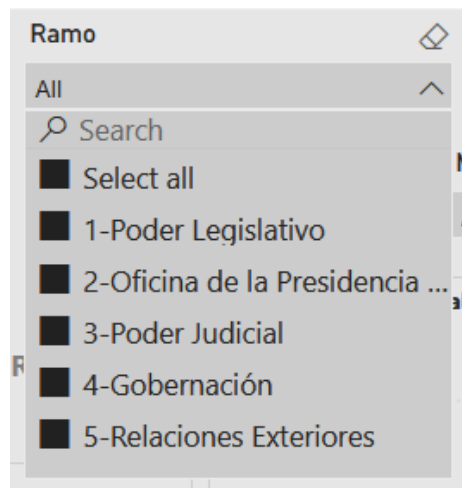 Ramo
All
Search
Select all
1-Poder Legislativo
2-Oficina de la Presidencia ...
3-Poder Judicial
4-Gobernación
5-Relaciones Exteriores